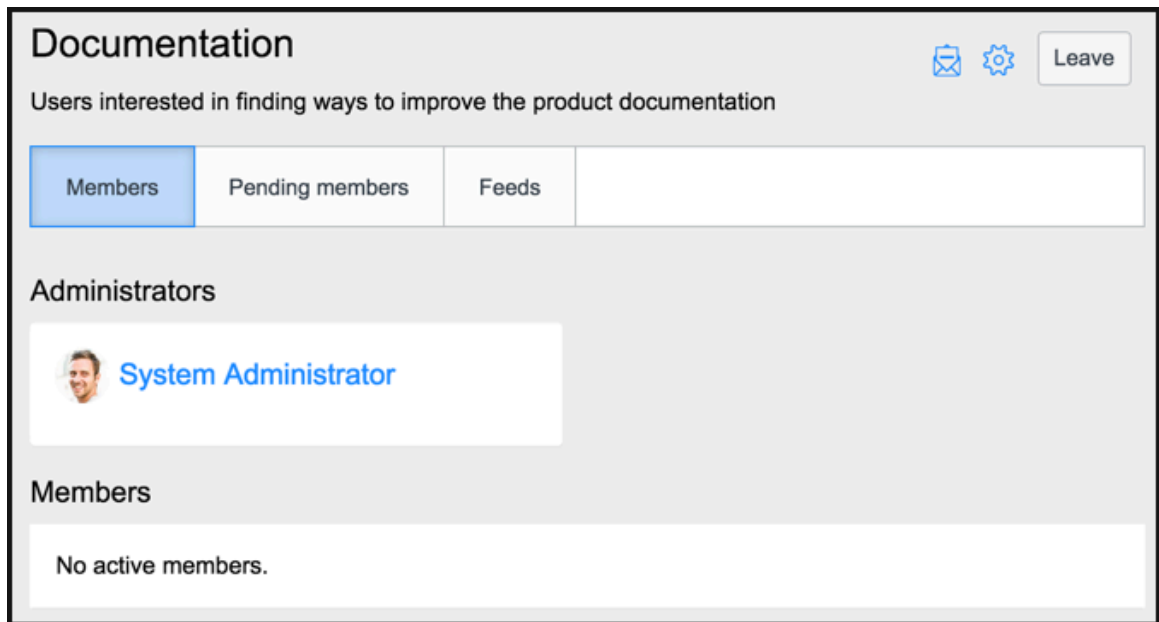 Documentation
Leave
Users interested in finding ways to improve the product documentation
Members
Pending members
Feeds
Administrators
System Administrator
Members
No active members.